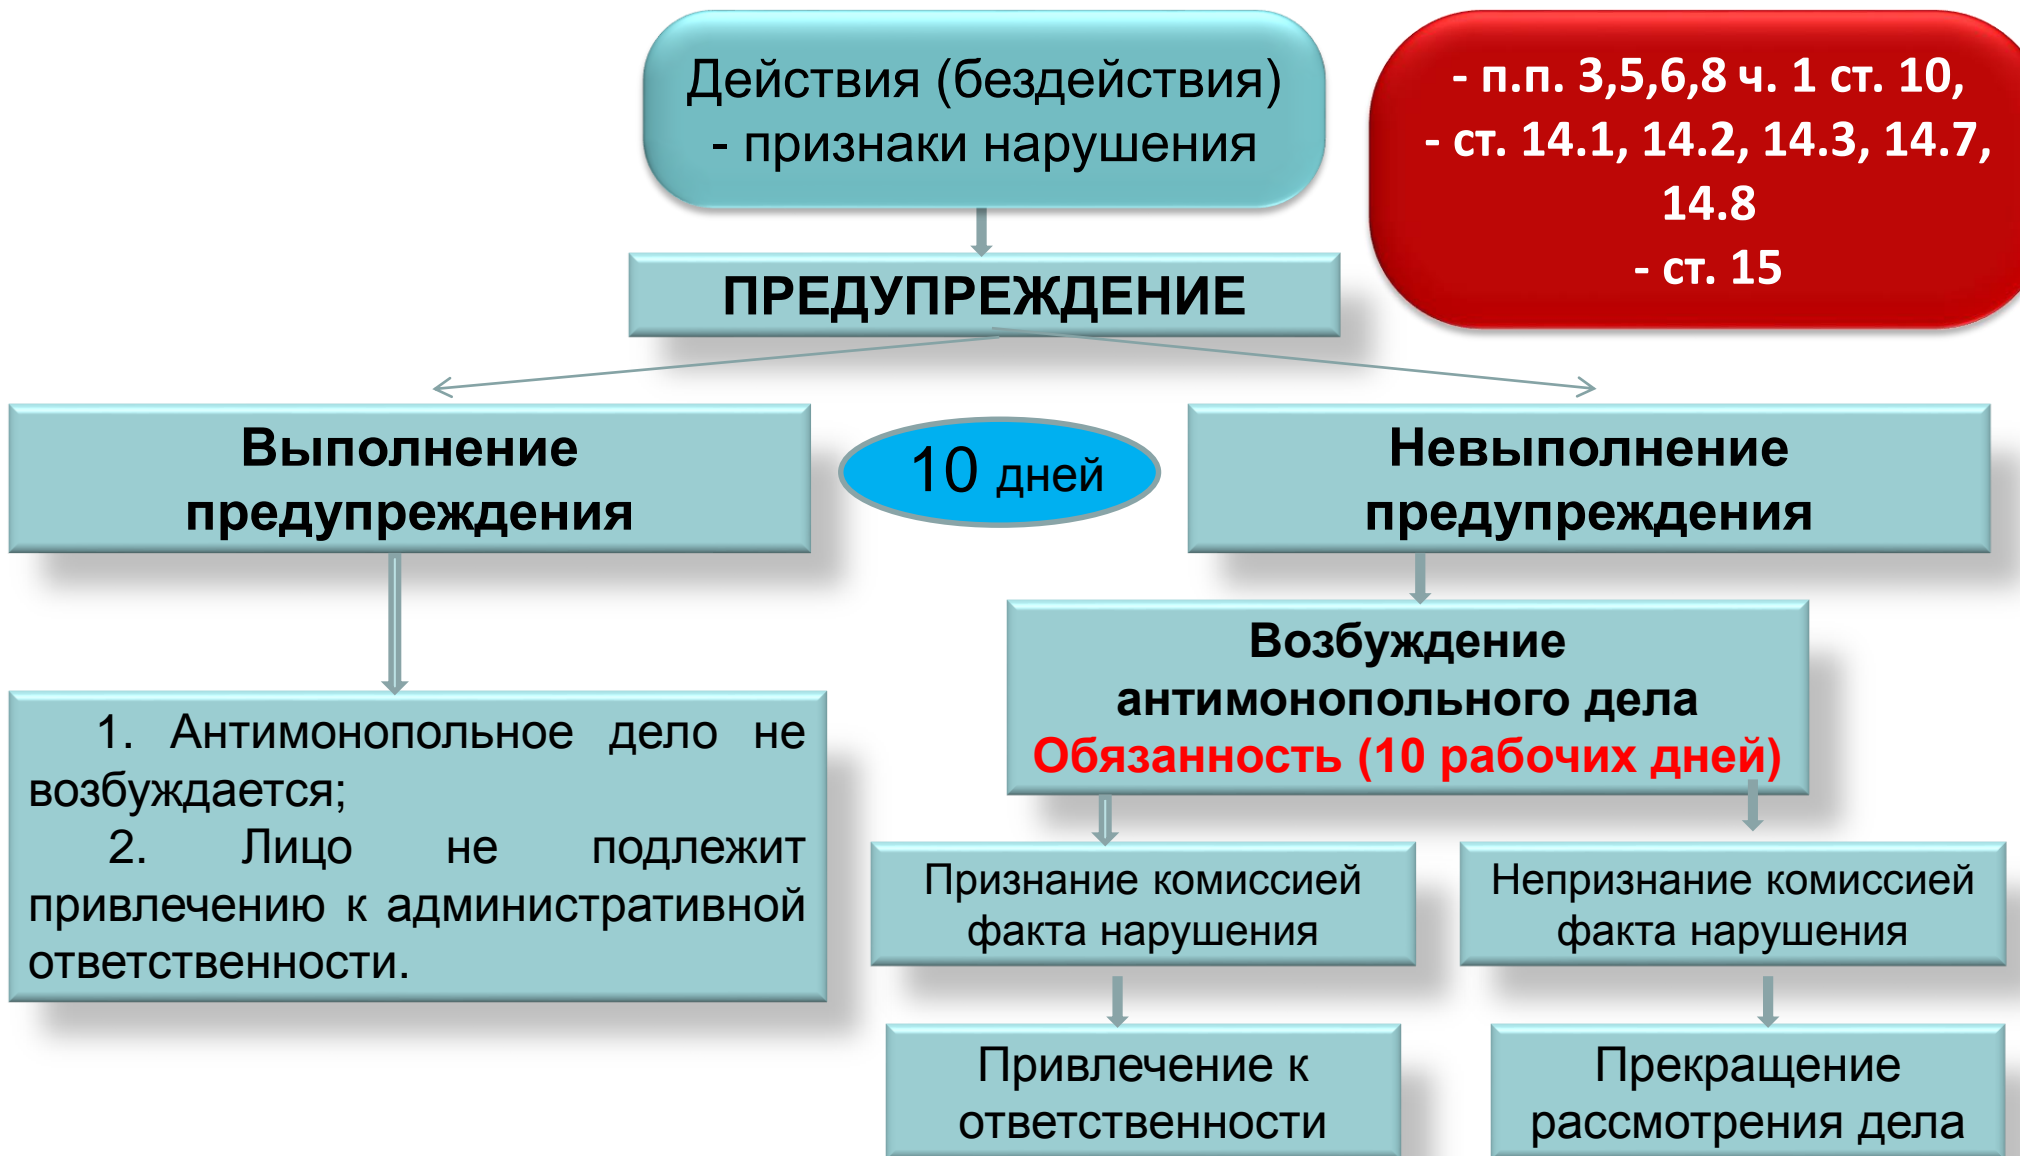 Действия (бездействия)
- признаки нарушения
- п.п. 3,5,6,8 ч. 1 ст. 10,
- ст. 14.1, 14.2, 14.3, 14.7,
14.8
- ст. 15
ПРЕДУПРЕЖДЕНИЕ
Выполнение
предупреждения
10 дней
Невыполнение
предупреждения
Возбуждение
антимонопольного дела
Обязанность (10 рабочих дней)
1. Антимонопольное дело не
возбуждается;
2. Лицо не подлежит
привлечению к административной
ответственности.
Признание комиссией
факта нарушения
Непризнание комиссией
факта нарушения
Привлечение к
ответственности
Прекращение
рассмотрения дела